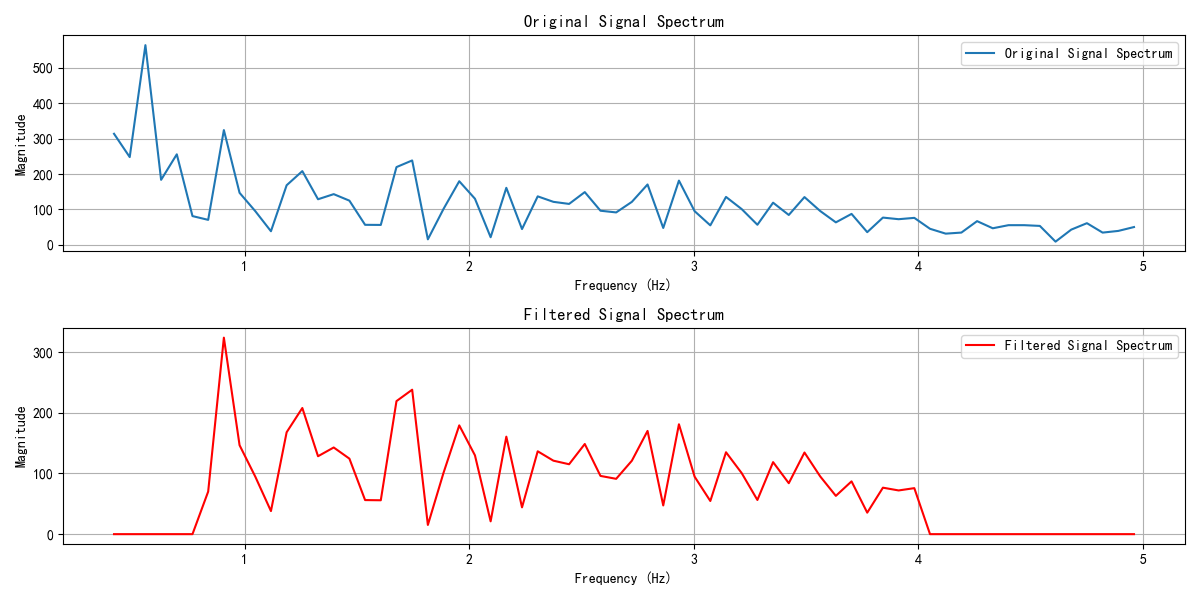 Original Signal Spectrum
Original Signal Spectrum
500
400
300
200
100
0
Magnitude
1 2 3 4 5
Frequency (Hz)
Filtered Signal Spectrum
Filtered Signal Spectrum
300
200
100
0
Magnitude
1 2 3 4 5
Frequency (Hz)